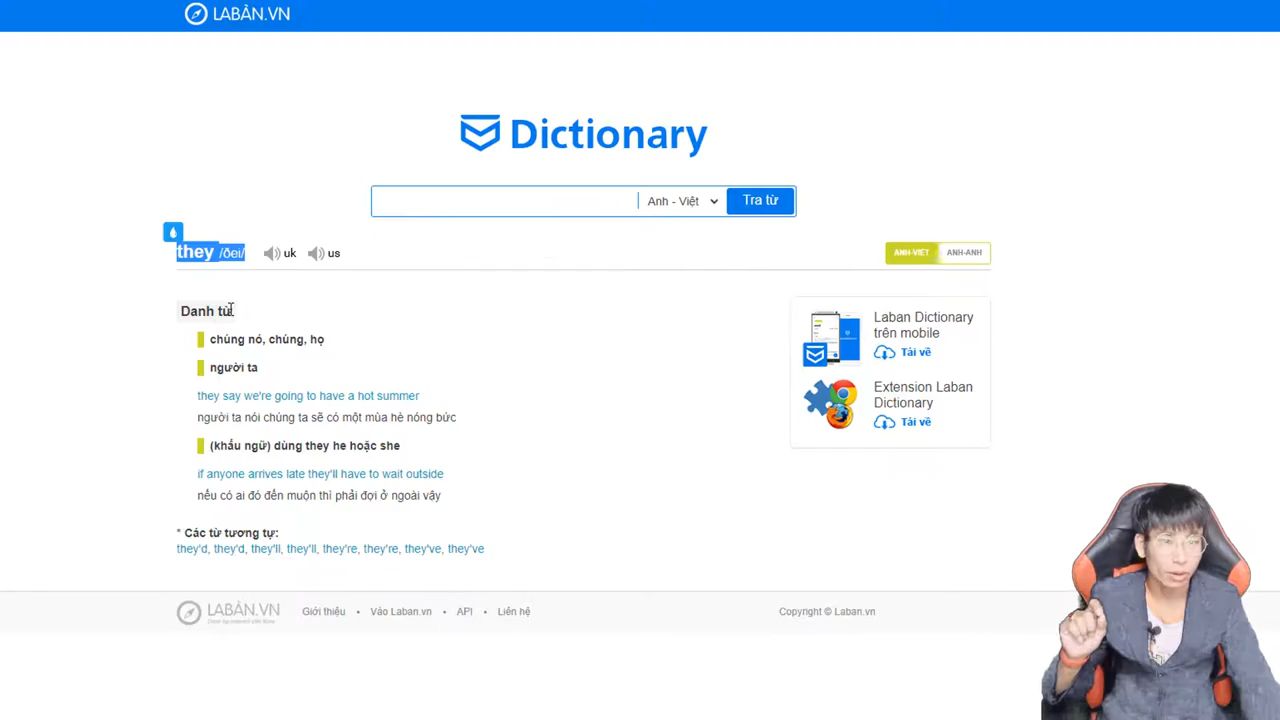 LABÀN.VN
Dictionary
Anh - Việt
Tra từ
they /ðei/
uk
us
ANH-VIỆT
ANH-ANH
Danh từ
chúng nó, chúng, họ
người ta
they say we're going to have a hot summer
người ta nói chúng ta sẽ có một mùa hè nóng bức
(khẩu ngữ) dùng they he hoặc she
if anyone arrives late they'll have to wait outside
nếu có ai đó đến muộn thì phải đợi ở ngoài vậy
* Các từ tương tự:
they'd, they'd, they'll, they'll, they're, they're, they've, they've
Laban Dictionary
trên mobile
Tải về
Extension Laban
Dictionary
Tải về
LABÀN.VN
Giới thiệu
•
Vào Laban.vn
•
API
•
Liên hệ
Copyright © Laban.vn